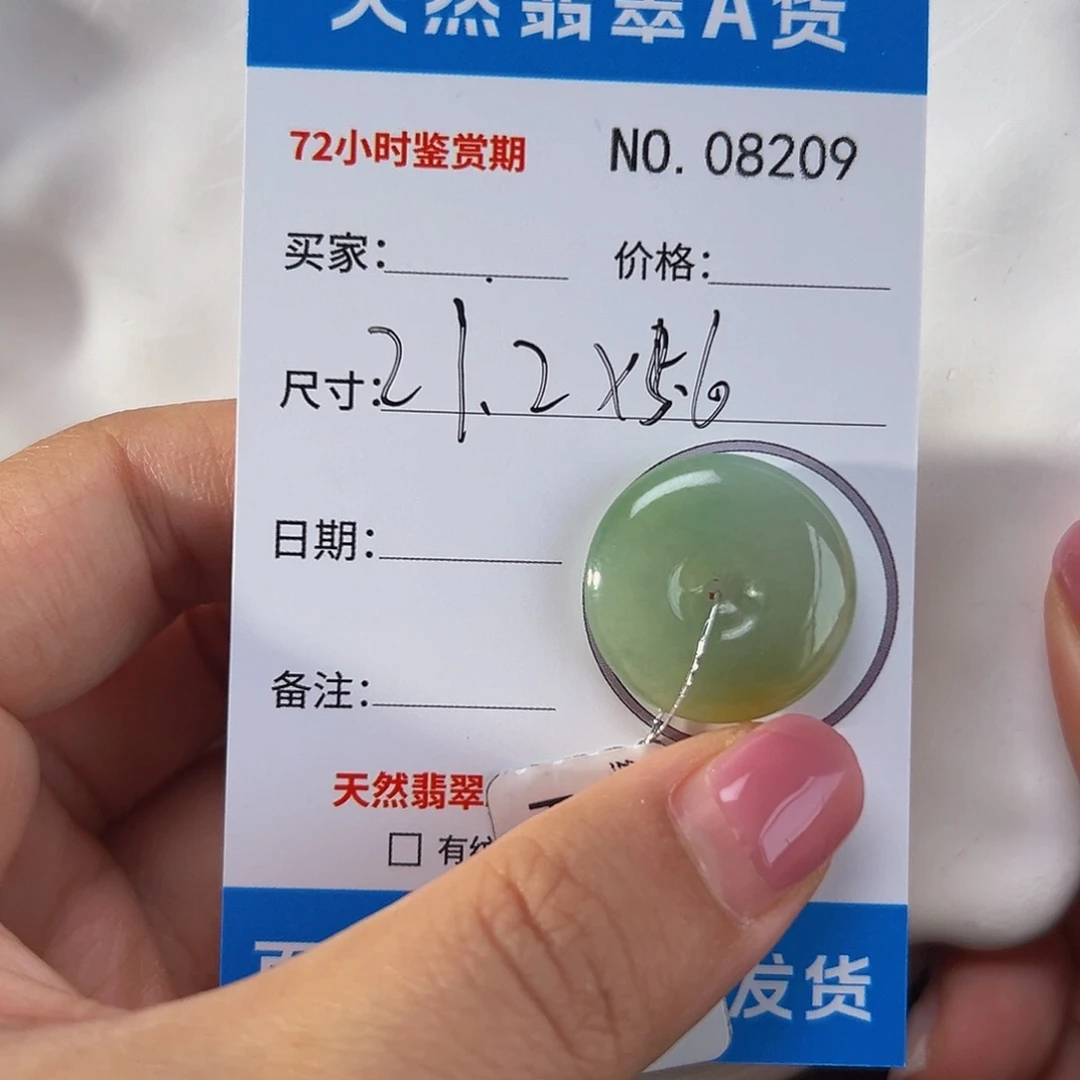 天然翡翠A货
72小时鉴赏期 NO. 08209
买家: 价格:
尺寸: 21.2x5.6
日期:
备注:
天然翡翠
有纹
发货